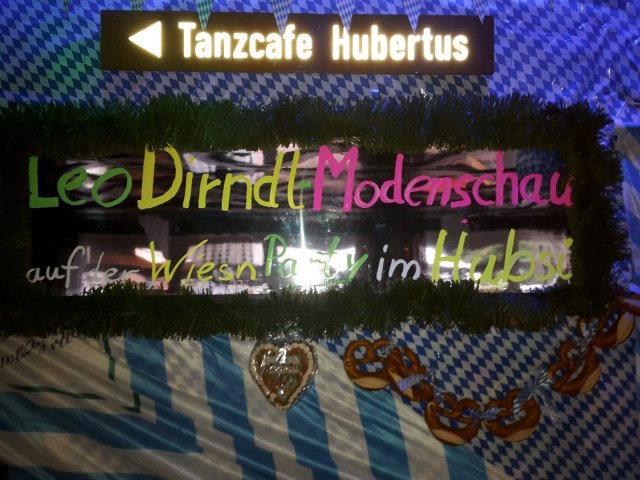 Tanzcafe Hubertus
Leo Dirndl-Modenschau
auf der Wiesn Party im Hubsi